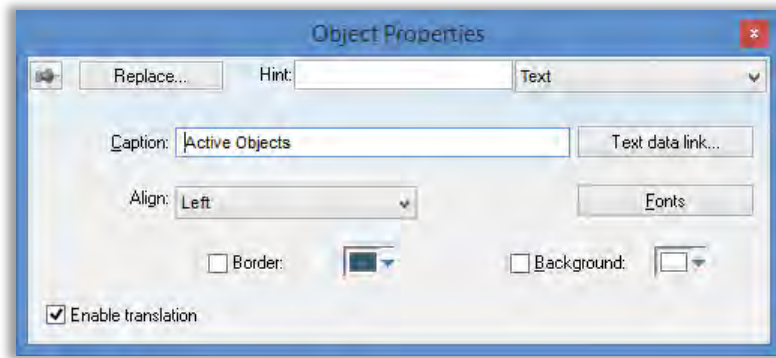 Object Properties
Replace... Hint: Text
Caption: Active Objects Text data link...
Align: Left Fonts
Border: Background:
Enable translation